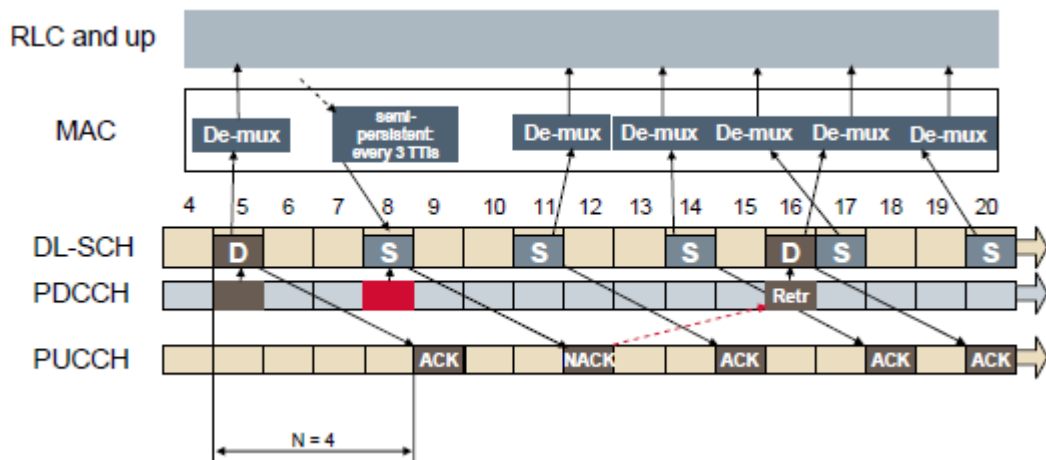 RLC and up
MAC
De-mux
semi-
persistent:
every 3 TTIs
De-mux De-mux De-mux De-mux De-mux
4 5 6 7 8 9 10 11 12 13 14 15 16 17 18 19 20
DL-SCH D S S S D S S
PDCCH Retr
PUCCH ACK NACK ACK ACK ACK
N = 4